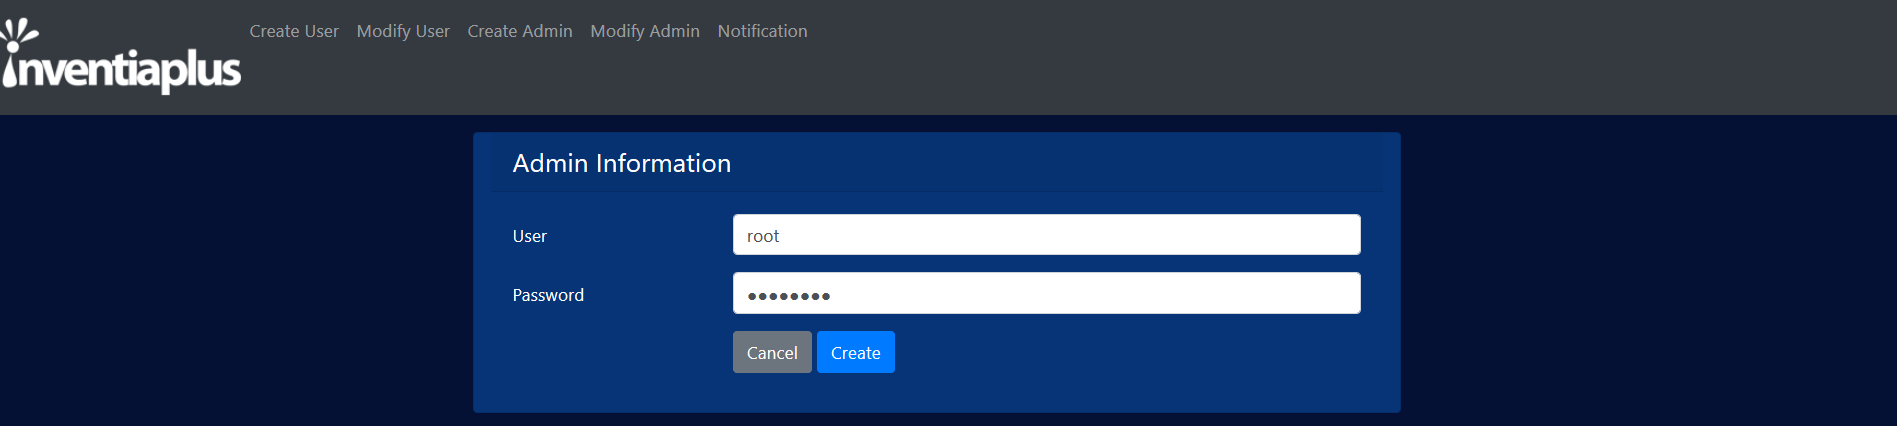 Create User Modify User Create Admin Modify Admin Notification
inventiaplus
Admin Information
User root
Password ●●●●●●●●
Cancel Create